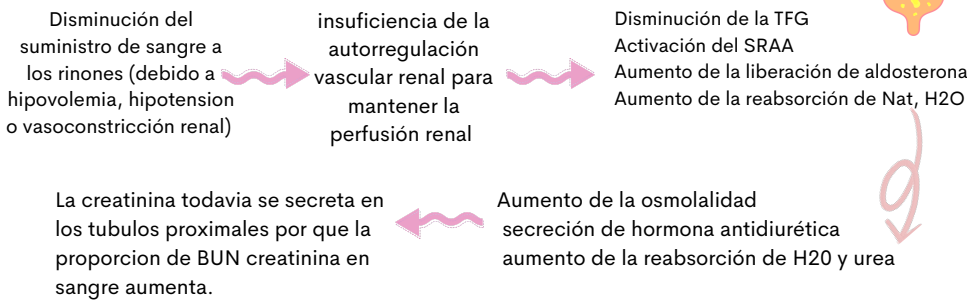 Disminución del
suministro de sangre a
los rinones (debido a
hipovolemia, hipotension
o vasoconstricción renal)
insuficiencia de la
autorregulación
vascular renal para
mantener la
perfusión renal
Disminución de la TFG
Activación del SRAA
Aumento de la liberación de aldosterona
Aumento de la reabsorción de Nat, H2O
Aumento de la osmolalidad
secreción de hormona antidiurética
aumento de la reabsorción de H20 y urea
La creatinina todavia se secreta en
los tubulos proximales por que la
proporcion de BUN creatinina en
sangre aumenta.